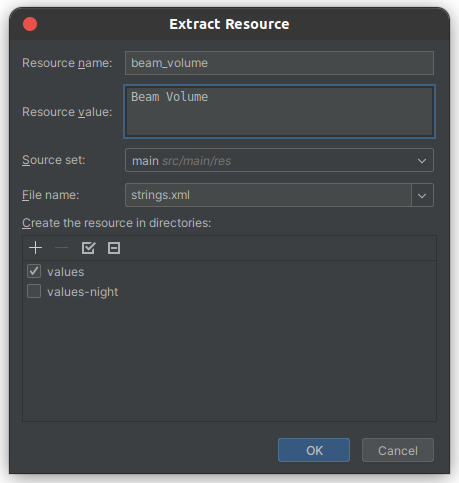 Extract Resource
Resource name: beam_volume
Resource value: Beam Volume
Source set: main src/main/res
File name: strings.xml
Create the resource in directories:
values
values-night
OK Cancel